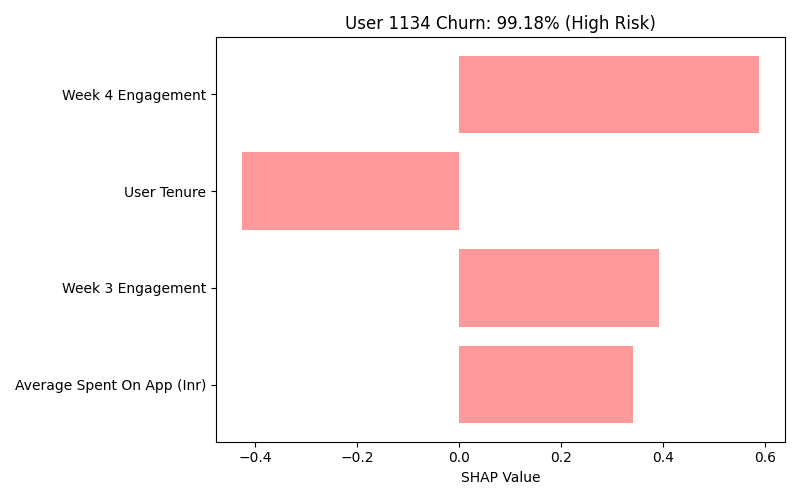 User 1134 Churn: 99.18% (High Risk)
Week 4 Engagement
User Tenure
Week 3 Engagement
Average Spent On App (Inr)
−0.4 −0.2 0.0 0.2 0.4 0.6
SHAP Value